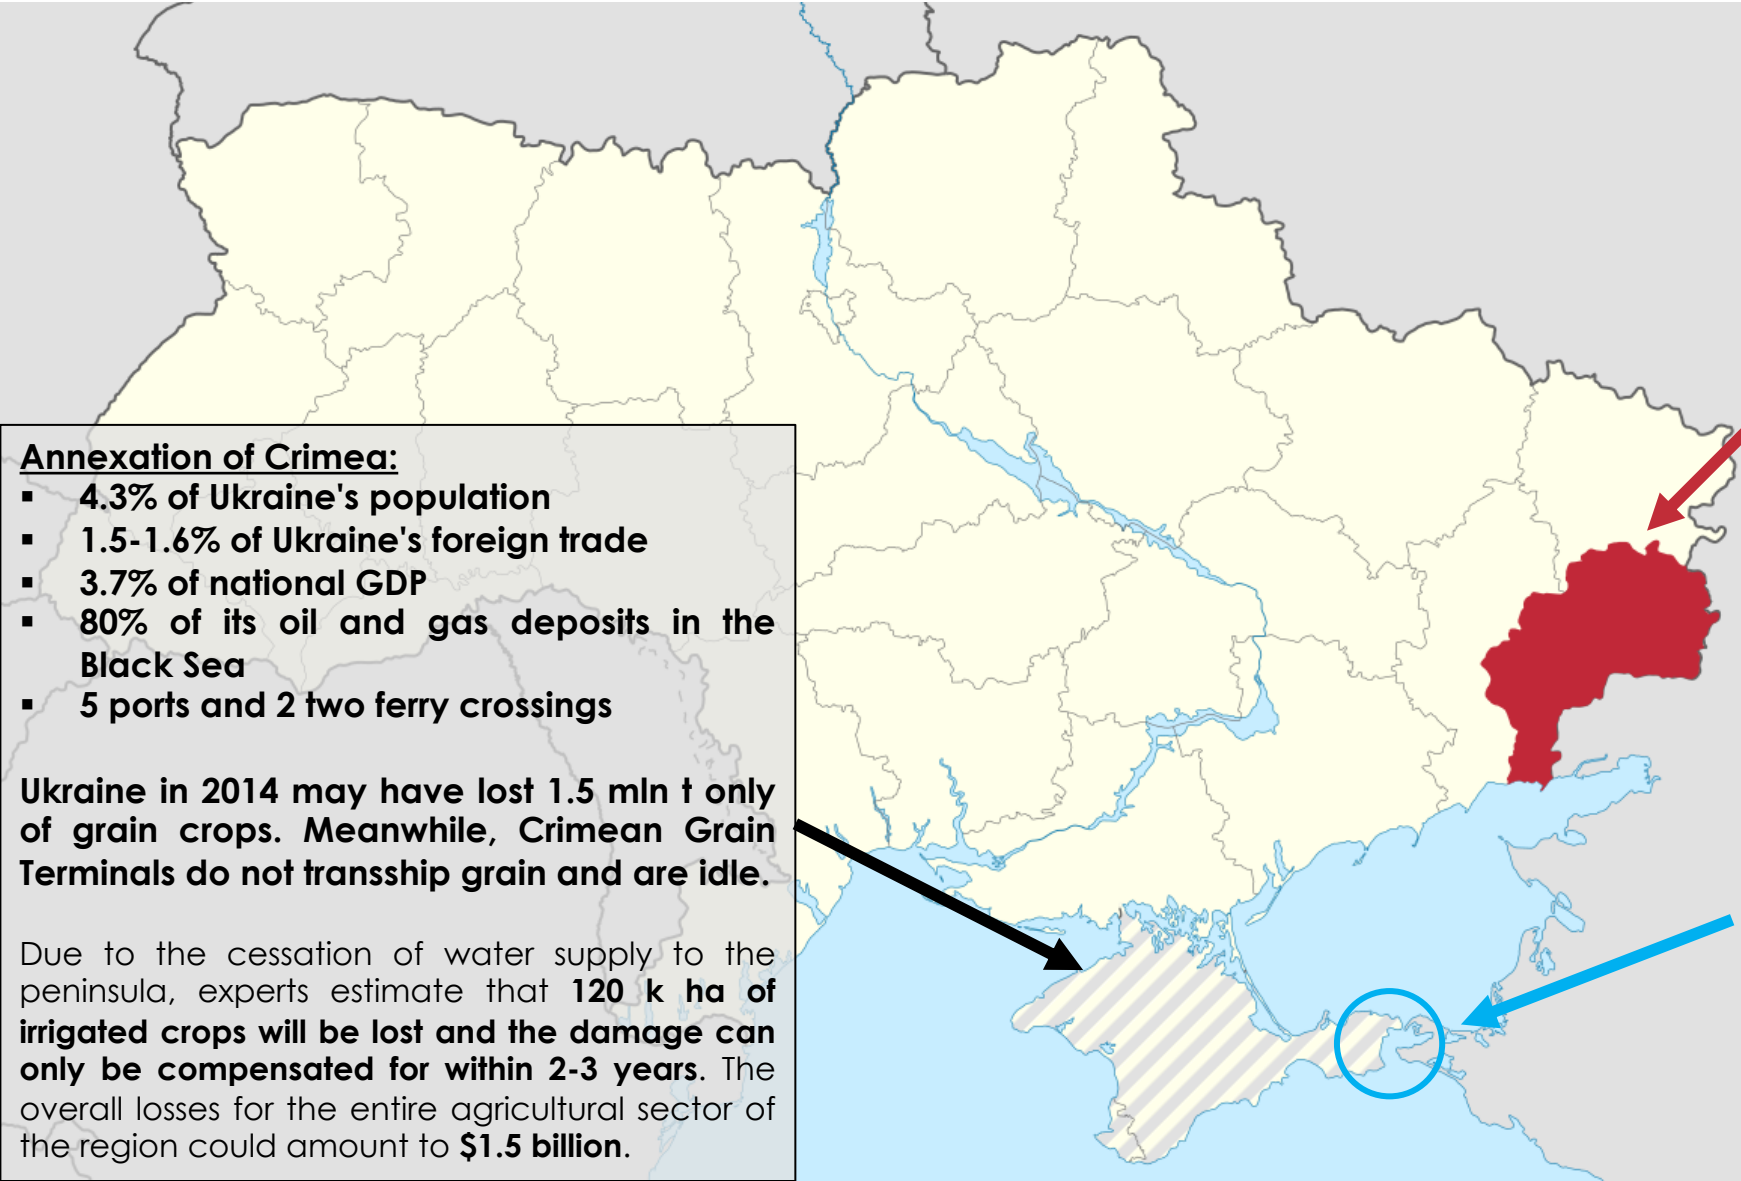 Annexation of Crimea:
▪ 4.3% of Ukraine's population
▪ 1.5-1.6% of Ukraine's foreign trade
▪ 3.7% of national GDP
▪ 80% of its oil and gas deposits in the
Black Sea
▪ 5 ports and 2 two ferry crossings
Ukraine in 2014 may have lost 1.5 mln t only
of grain crops. Meanwhile, Crimean Grain
Terminals do not transship grain and are idle.
Due to the cessation of water supply to the
peninsula, experts estimate that 120 k ha of
irrigated crops will be lost and the damage can
only be compensated for within 2-3 years. The
overall losses for the entire agricultural sector of
the region could amount to $1.5 billion.